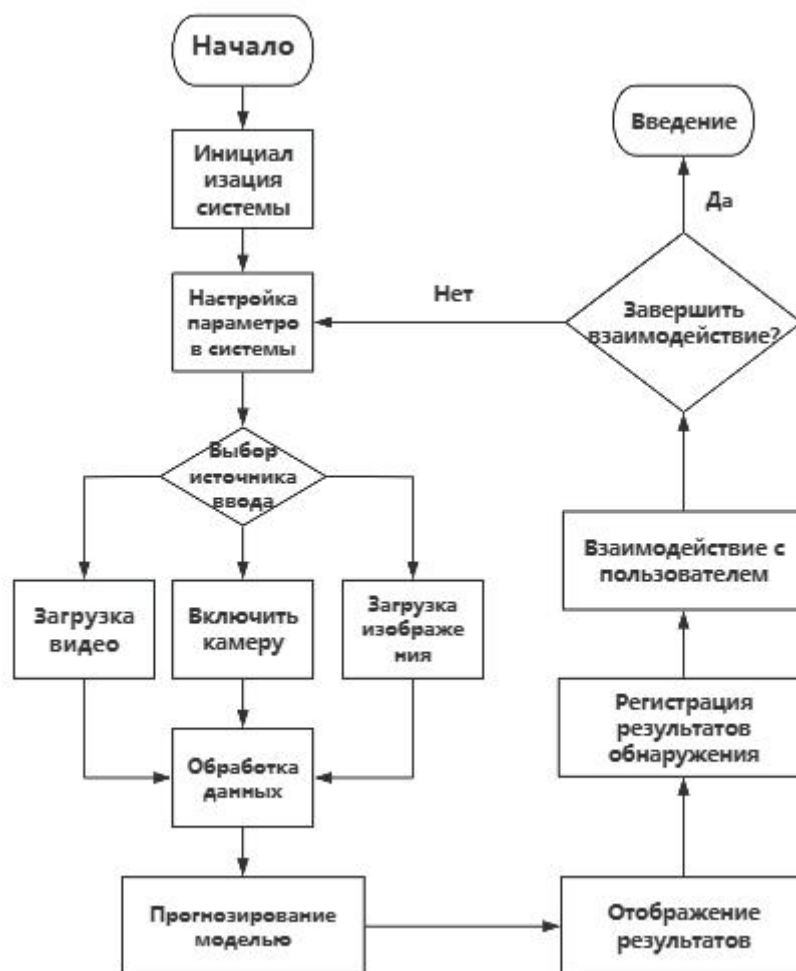 Начало
Инициал
изация
системы
Настройка
параметро
в системы
Выбор
источника
ввода
Загрузка
видео
Включить
камеру
Загрузка
изображе
ния
Обработка
данных
Прогнозирование
моделью
Отображение
результатов
Регистрация
результатов
обнаружения
Взаимодействие с
пользователем
Завершить
взаимодействие?
Нет
Да
Введение